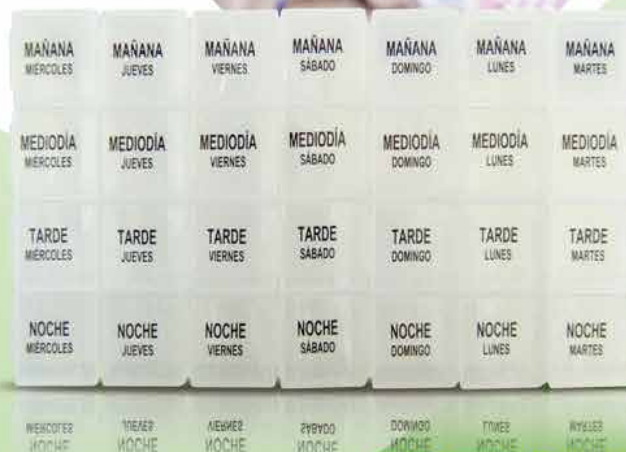 MAÑANA MAÑANA MAÑANA MAÑANA MAÑANA MAÑANA MAÑANA
MIÉRCOLES JUEVES VIERNES SÁBADO DOMINGO LUNES MARTES
MEDIODÍA MEDIODÍA MEDIODÍA MEDIODÍA MEDIODÍA MEDIODÍA MEDIODÍA
MIÉRCOLES JUEVES VIERNES SÁBADO DOMINGO LUNES MARTES
TARDE TARDE TARDE TARDE TARDE TARDE TARDE
MIÉRCOLES JUEVES VIERNES SÁBADO DOMINGO LUNES MARTES
NOCHE NOCHE NOCHE NOCHE NOCHE NOCHE NOCHE
MIÉRCOLES JUEVES VIERNES SÁBADO DOMINGO LUNES MARTES